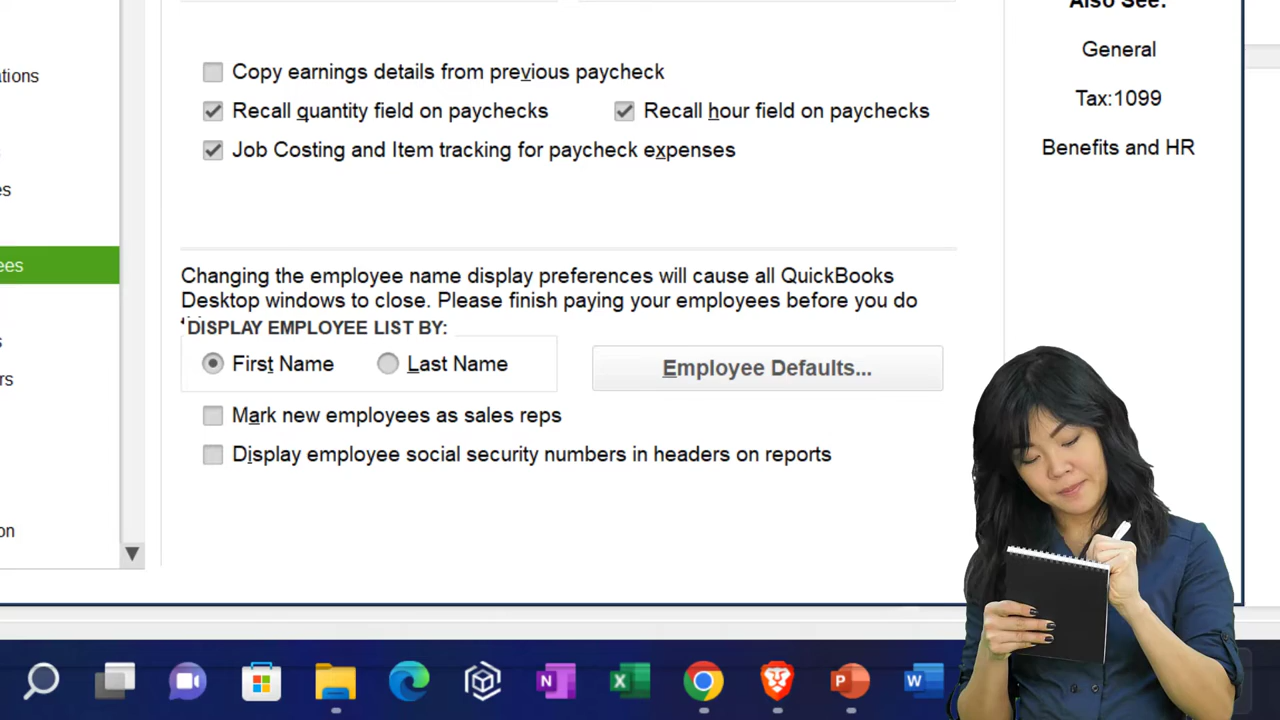 Also See:
ations
General
Tax:1099
Benefits and HR
Copy earnings details from previous paycheck
Recall quantity field on paychecks
Recall hour field on paychecks
Job Costing and Item tracking for paycheck expenses
es
ees
s
rs
on
Changing the employee name display preferences will cause all QuickBooks
Desktop windows to close. Please finish paying your employees before you do
DISPLAY EMPLOYEE LIST BY:
First Name
Last Name
Employee Defaults...
Mark new employees as sales reps
Display employee social security numbers in headers on reports
N
X
P
W